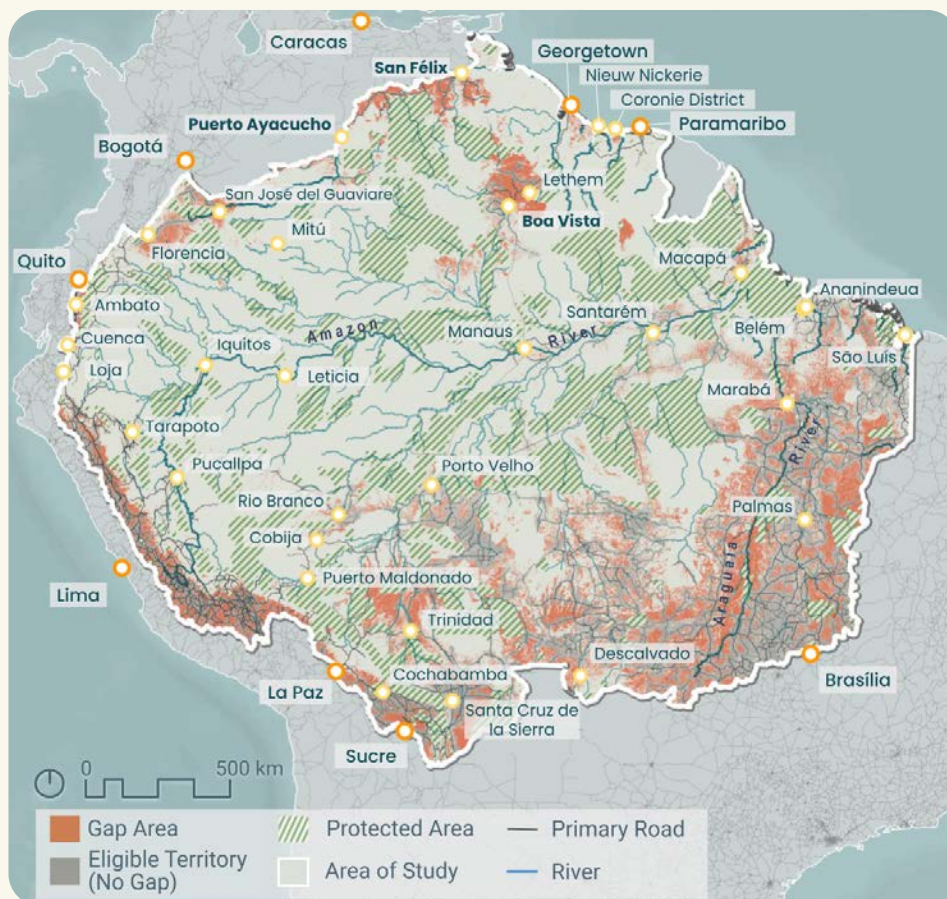 Caracas
Georgetown
San Félix
Nieuw Nickerie
Coronie District
Puerto Ayacucho
Paramaribo
Bogotá
Lethem
San José del Guaviare
Boa Vista
Mitú
Florencia
Macapá
Quito
Ananindeua
Ambato
Santarém
Amazon River
Manaus
Belém
Cuenca
Iquitos
São Luís
Loja
Leticia
Marabá
Tarapoto
Araguaia River
Pucallpa
Porto Velho
Rio Branco
Palmas
Cobija
Lima
Puerto Maldonado
Trinidad
Descalvado
Cochabamba
La Paz
Brasília
Santa Cruz de
la Sierra
Sucre
0 500 km
Gap Area
Protected Area
Primary Road
Eligible Territory
(No Gap)
Area of Study
River